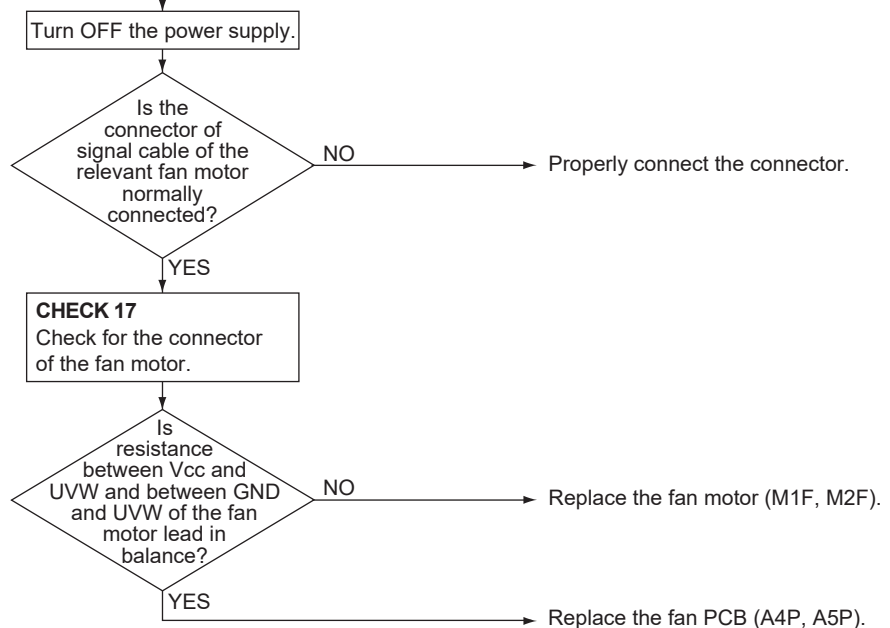 Turn OFF the power supply.
Is the
connector of
signal cable of the
relevant fan motor
normally
connected?
NO
Properly connect the connector.
YES
CHECK 17
Check for the connector
of the fan motor.
Is
resistance
between Vcc and
UVW and between GND
and UVW of the fan
motor lead in
balance?
NO
Replace the fan motor (M1F, M2F).
YES
Replace the fan PCB (A4P, A5P).